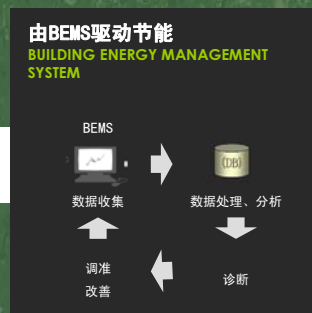 由BEMS驱动节能
BUILDING ENERGY MANAGEMENT
SYSTEM
BEMS
(DB)
数据收集
数据处理、分析
调准
改善
诊断